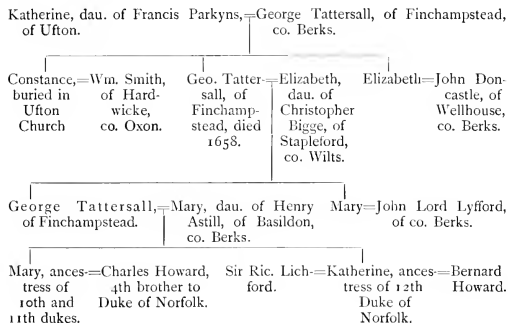 Katherine, dau. of Francis Parkyns,=George Tattersall, of Finchampstead,
of Ufton. co. Berks.
Constance,=Wm. Smith, Geo. Tatter-=Elizabeth, Elizabeth=John Don-
buried in of Hard- sall, of dau. of castle, of
Ufton wicke, Finchamp- Christopher Wellhouse,
Church co. Oxon. stead, died Bigge, of co. Berks.
1658. Stapleford,
co. Wilts.
George Tattersall,=Mary, dau. of Henry Mary=John Lord Lyfford,
of Finchampstead. Astill, of Basildon, of co. Berks.
co. Berks.
Mary, ances-=Charles Howard, Sir Ric. Lich-=Katherine, ances-=Bernard
tress of 4th brother to ford. tress of 12th Howard.
10th and Duke of Norfolk. Duke of
11th dukes. Norfolk.